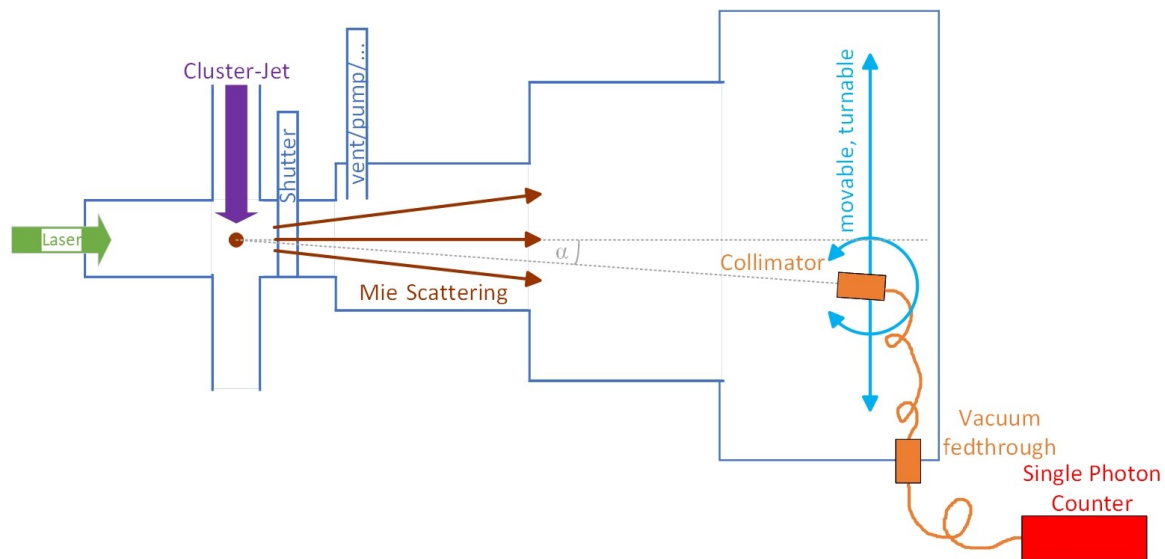 Cluster-Jet
vent/pump/...
Shutter
Laser
α
Mie Scattering
movable, turnable
Collimator
Vacuum
fedthrough
Single Photon
Counter